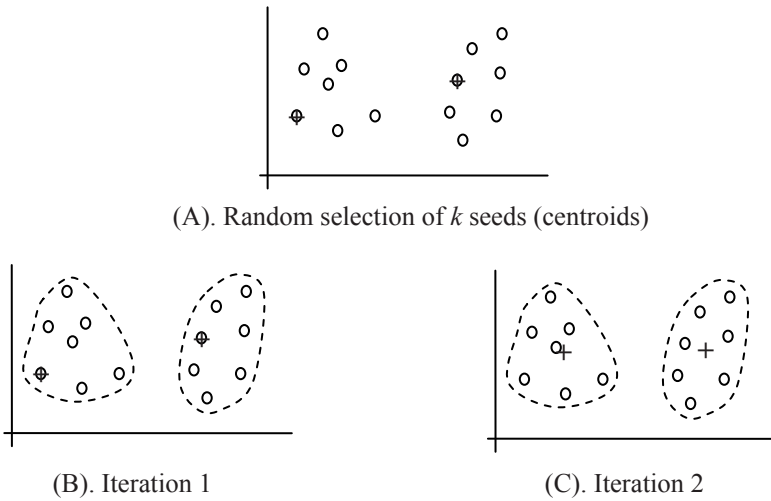 (A). Random selection of k seeds (centroids)
(B). Iteration 1
(C). Iteration 2